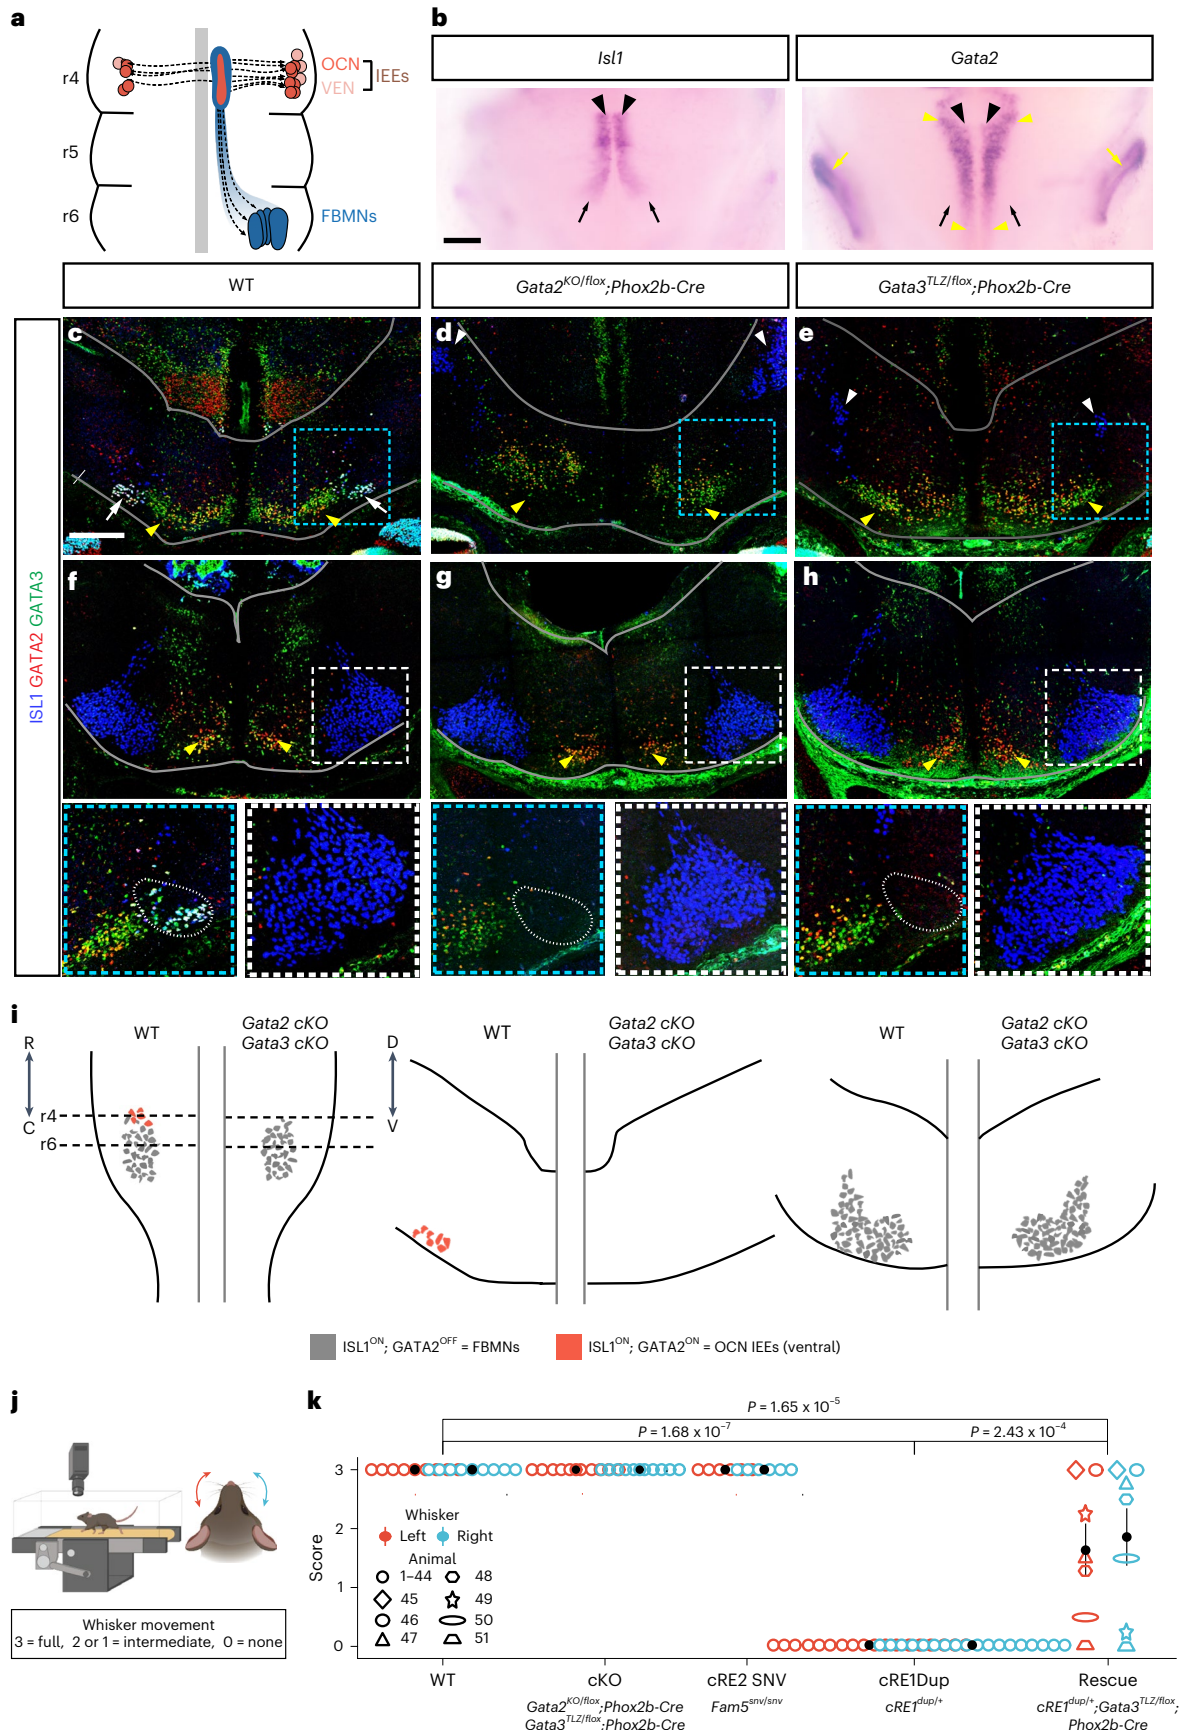 a
r4
r5
r6
OCN
VEN
IEEs
FBMNs
b
Isl1
Gata2
WT
Gata2KO/flox;Phox2b-Cre
Gata3TLZ/flox;Phox2b-Cre
ISL1 GATA2 GATA3
c
d
e
f
g
h
i
R
C
r4
r6
WT
Gata2 cKO
Gata3 cKO
D
V
WT
Gata2 cKO
Gata3 cKO
WT
Gata2 cKO
Gata3 cKO
ISL1ON; GATA2OFF = FBMNs
ISL1ON; GATA2ON = OCN IEEs (ventral)
j
Whisker movement
3 = full, 2 or 1 = intermediate, 0 = none
k
P = 1.65 x 10−5
P = 1.68 x 10−7
P = 2.43 x 10−4
Score
3
2
1
0
Whisker
Left
Right
Animal
1–44
48
45
49
46
50
47
51
WT
cKO
Gata2KO/flox;Phox2b-Cre
Gata3TLZ/flox;Phox2b-Cre
cRE2 SNV
Fam5snv/snv
cRE1Dup
cRE1dup/+
Rescue
cRE1dup/+;Gata3TLZ/flox;
Phox2b-Cre